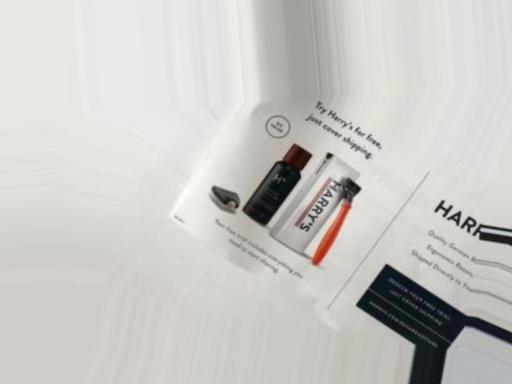 Try Harry's for free,
just cover shipping.
HARRY'S
Your free trial includes everything you
need to start shaving.
HARR
Quality German
Ergonomic Razors,
Shipped Directly to You
REDEEM YOUR FREE TRIAL,
JUST COVER SHIPPING